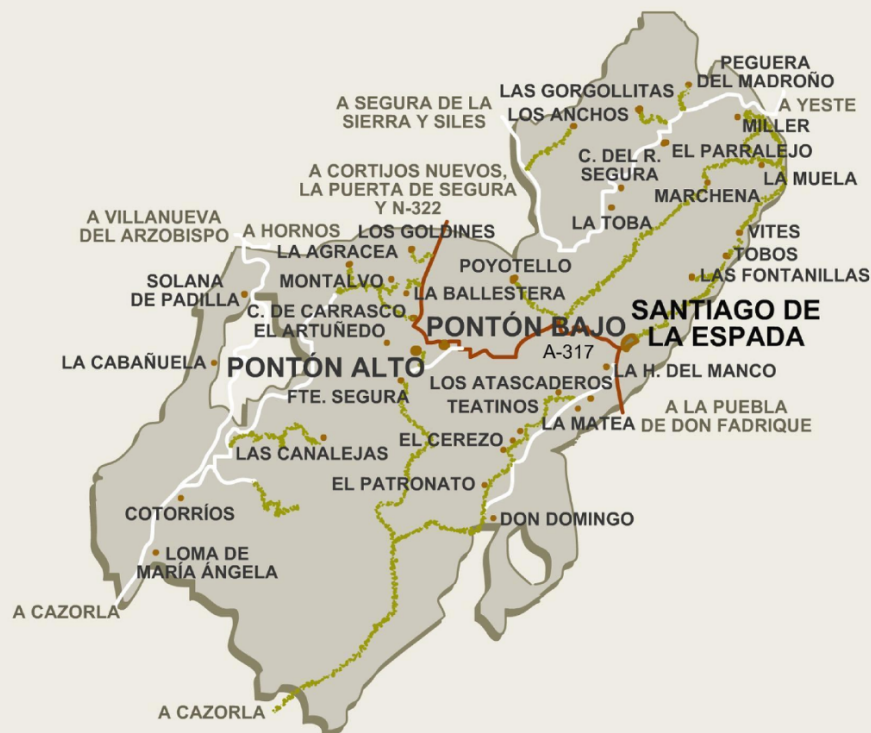 PEGUERA
DEL MADROÑO
LAS GORGOLLITAS
A SEGURA DE LA
SIERRA Y SILES
LOS ANCHOS
A YESTE
MILLER
C. DEL R.
SEGURA
EL PARRALEJO
A CORTIJOS NUEVOS,
LA PUERTA DE SEGURA
Y N-322
LA MUELA
MARCHENA
A VILLANUEVA
DEL ARZOBISPO
A HORNOS
LOS GOLDINES
LA TOBA
VITES
LA AGRACEA
TOBOS
POYOTELLO
LAS FONTANILLAS
SOLANA
DE PADILLA
MONTALVO
LA BALLESTERA
C. DE CARRASCO
EL ARTUÑEDO
PONTÓN BAJO
SANTIAGO DE
LA ESPADA
A-317
LA CABAÑUELA
PONTÓN ALTO
LA H. DEL MANCO
FTE. SEGURA
LOS ATASCADEROS
TEATINOS
LA MATEA
A LA PUEBLA
DE DON FADRIQUE
EL CEREZO
LAS CANALEJAS
EL PATRONATO
COTORRÍOS
DON DOMINGO
LOMA DE
MARÍA ÁNGELA
A CAZORLA
A CAZORLA